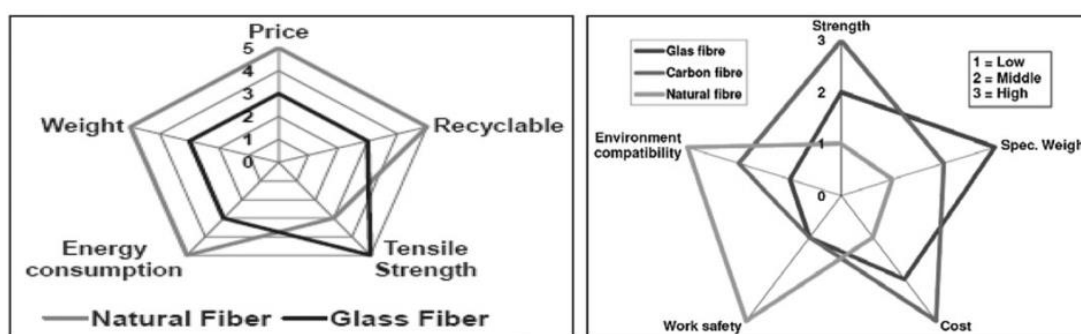 Price
5
4
3
2
1
0
Weight
Recyclable
Energy
consumption
Tensile
Strength
Natural Fiber
Glass Fiber
Strength
3
2
1
0
Glas fibre
Carbon fibre
Natural fibre
1 = Low
2 = Middle
3 = High
Environment
compatibility
Spec. Weigh
Work safety
Cost